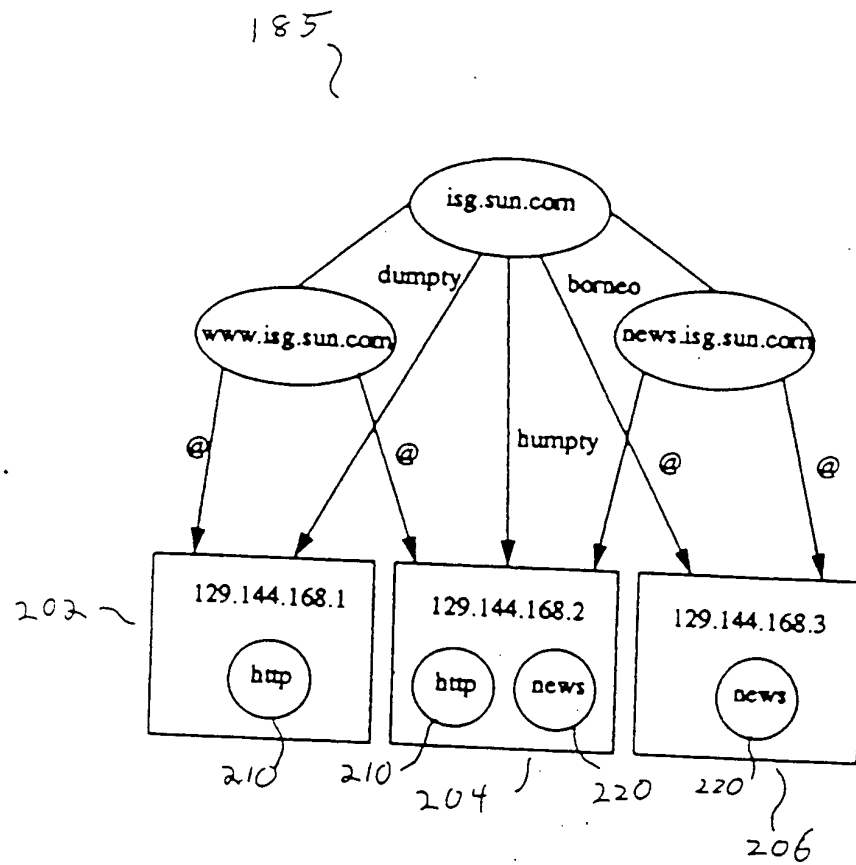 185
isg.sun.com
dumpty
borneo
www.isg.sun.com
news.isg.sun.com
@
@
humpty
@
@
202
129.144.168.1
129.144.168.2
129.144.168.3
http
http
news
news
210
210
204
220
220
206